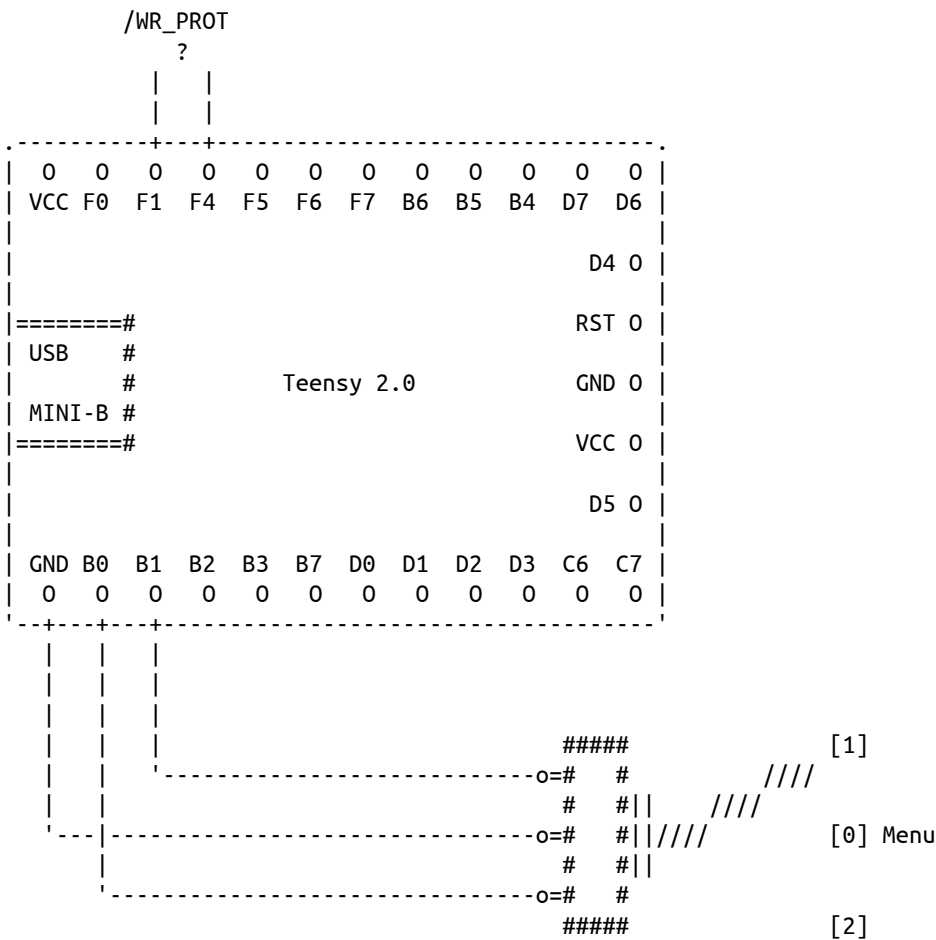 /WR_PROT
?
O O O O O O O O O O O O
VCC F0 F1 F4 F5 F6 F7 B6 B5 B4 D7 D6
D4 O
RST O
USB
Teensy 2.0 GND O
MINI-B
VCC O
D5 O
GND B0 B1 B2 B3 B7 D0 D1 D2 D3 C6 C7
O O O O O O O O O O O O
[1]
[0] Menu
[2]